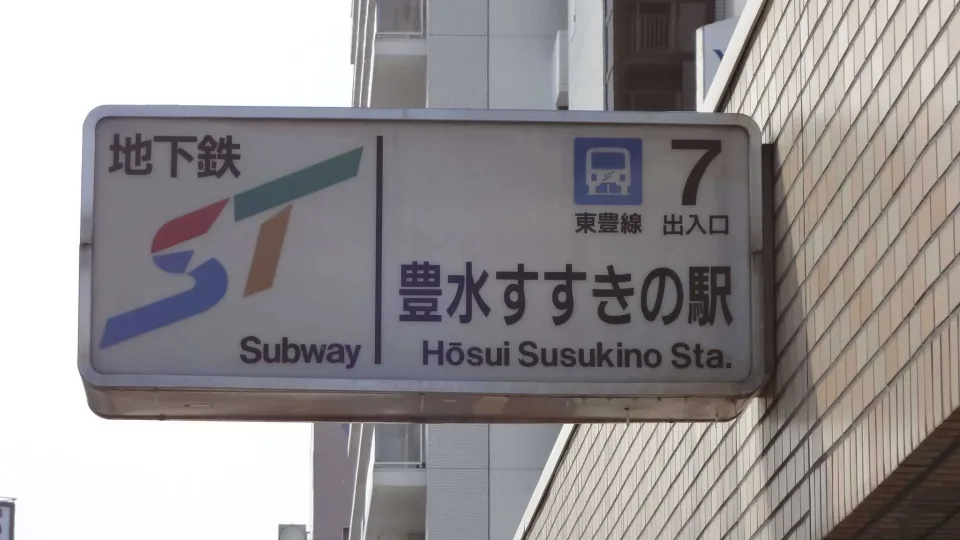 地下鉄
ST
Subway
ST
7
東豊線
出入口
豊水すすきの駅
Hōsui Susukino Sta.